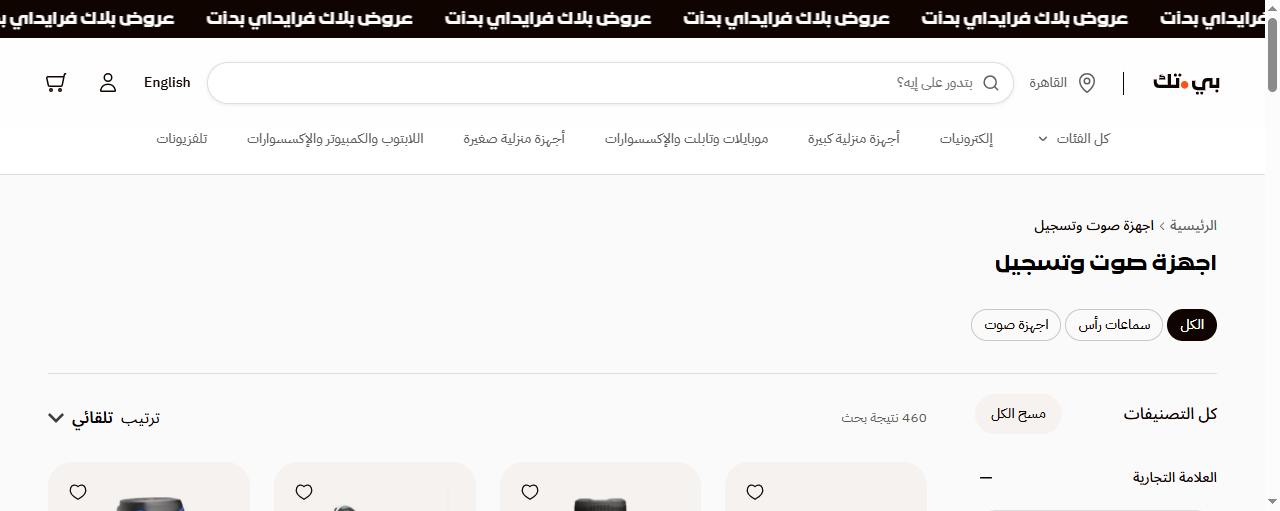 عروض بلاك فرايداي بدأت عروض بلاك فرايداي بدأت عروض بلاك فرايداي بدأت عروض بلاك فرايداي بدأت عروض بلاك فرايداي بدأت
بي.تك
القاهرة
بتدور على إيه؟
English
كل الفئات
إلكترونيات
أجهزة منزلية كبيرة
موبايلات وتابلت والإكسسوارات
أجهزة منزلية صغيرة
اللابتوب والكمبيوتر والإكسسوارات
تلفزيونات
الرئيسية › اجهزة صوت وتسجيل
اجهزة صوت وتسجيل
الكل
سماعات رأس
اجهزة صوت
كل التصنيفات
مسح الكل
460 نتيجة بحث
ترتيب تلقائي
العلامة التجارية